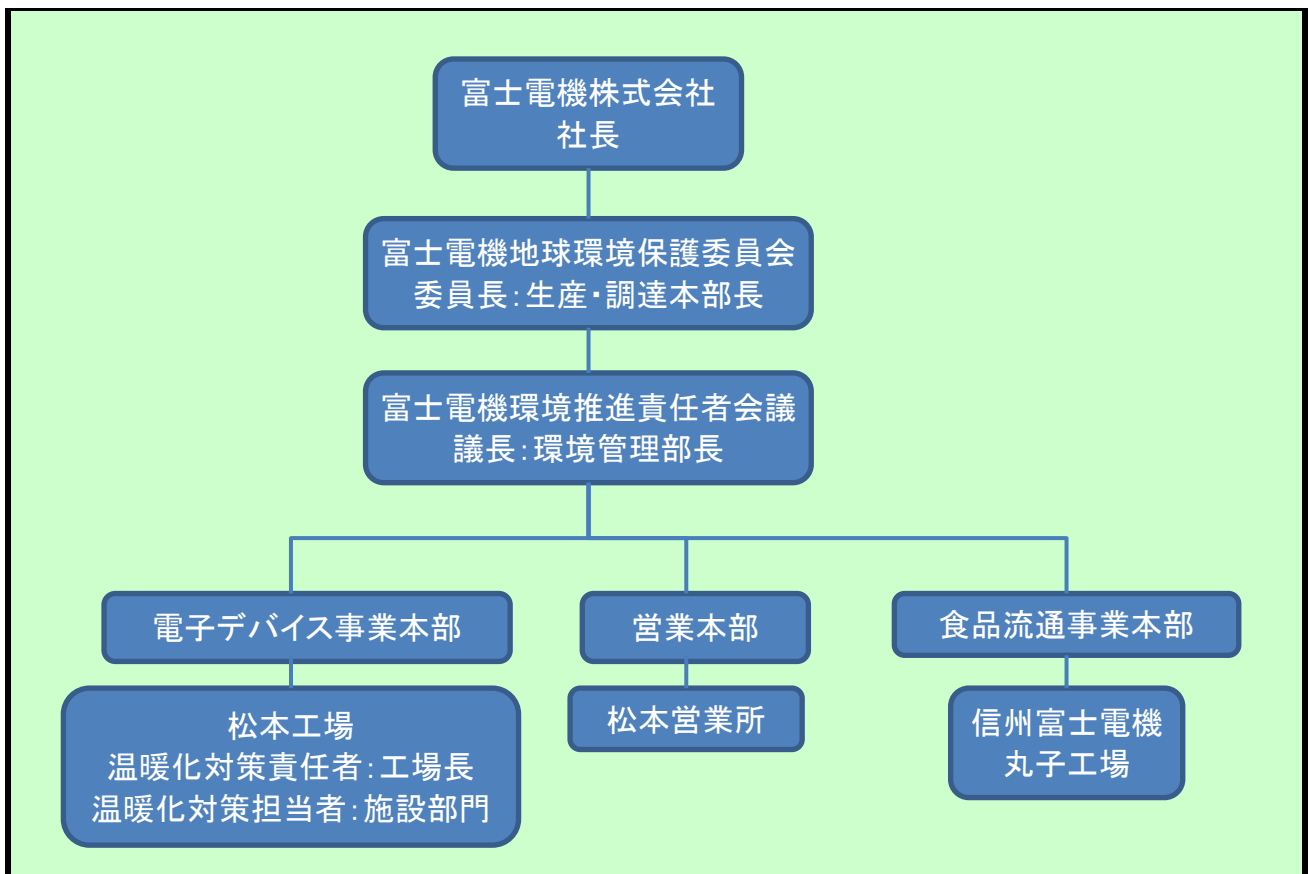 富士電機株式会社
社長
富士電機地球環境保護委員会
委員長：生産・調達本部長
富士電機環境推進責任者会議
議長：環境管理部長
電子デバイス事業本部
営業本部
食品流通事業本部
松本工場
温暖化対策責任者：工場長
温暖化対策担当者：施設部門
松本営業所
信州富士電機
丸子工場